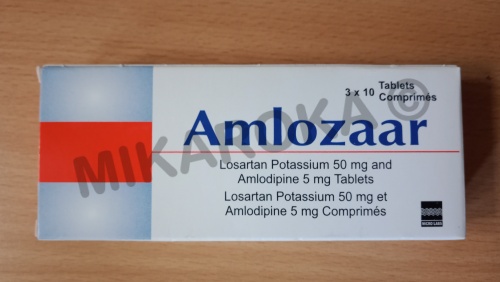 3 x 10 Tablets
Comprimés
Amlozaar
MIKAROKA ©
Losartan Potassium 50 mg and
Amlodipine 5 mg Tablets
Losartan Potassium 50 mg et
Amlodipine 5 mg Comprimés
MICRO LABS